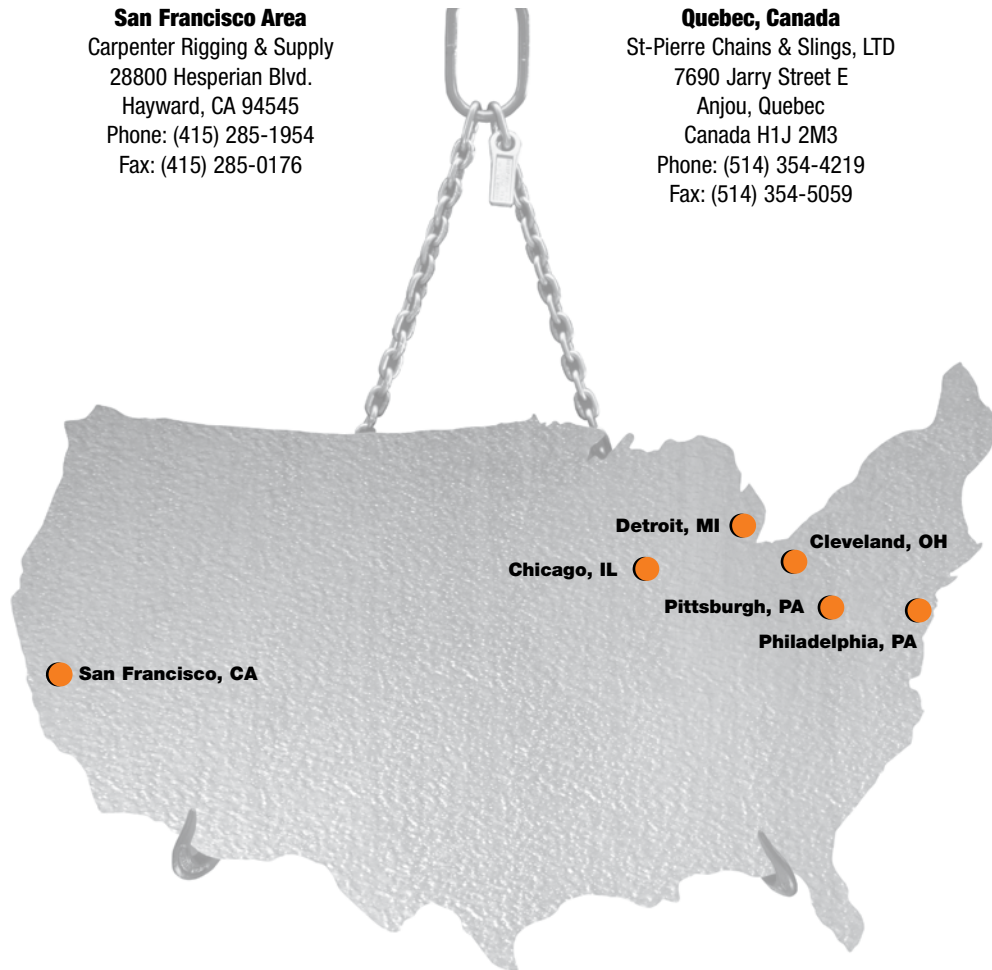 San Francisco Area
Carpenter Rigging & Supply
28800 Hesperian Blvd.
Hayward, CA 94545
Phone: (415) 285-1954
Fax: (415) 285-0176
Quebec, Canada
St-Pierre Chains & Slings, LTD
7690 Jarry Street E
Anjou, Quebec
Canada H1J 2M3
Phone: (514) 354-4219
Fax: (514) 354-5059
Detroit, MI
Cleveland, OH
Chicago, IL
Pittsburgh, PA
Philadelphia, PA
San Francisco, CA